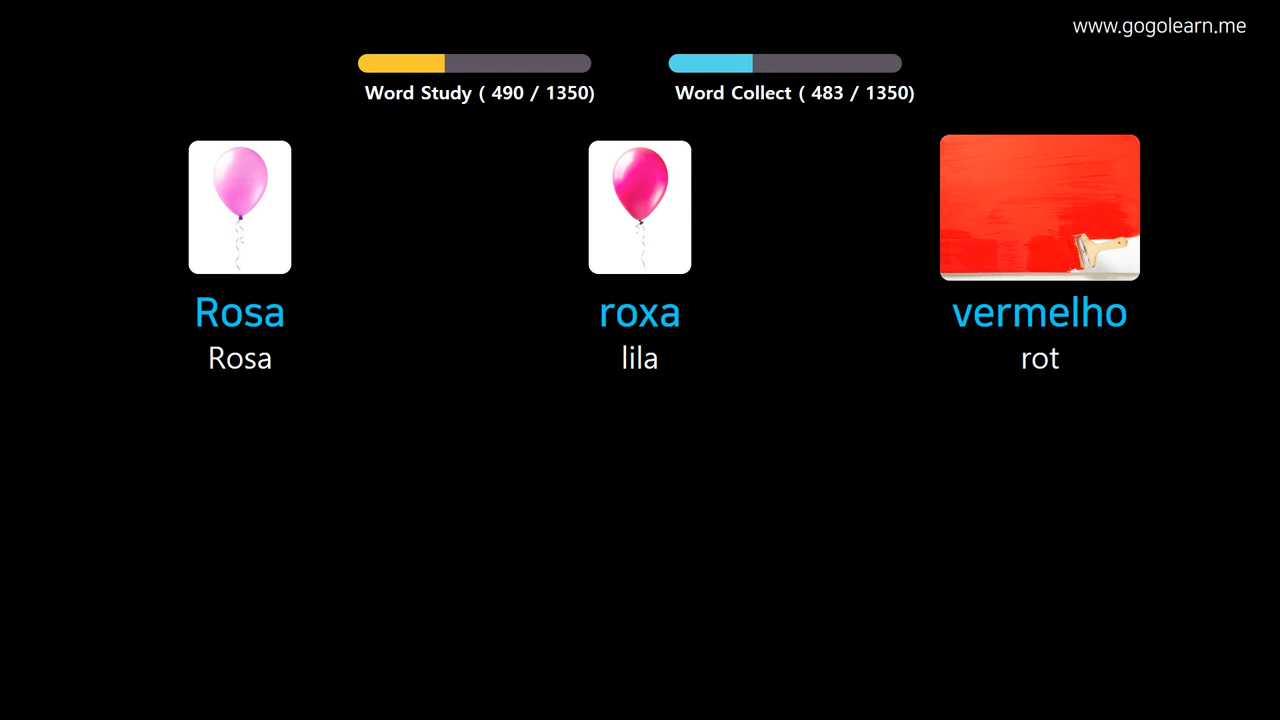 www.gogolearn.me
Word Study ( 490 / 1350)
Word Collect ( 483 / 1350)
Rosa
roxa
vermelho
Rosa
lila
rot